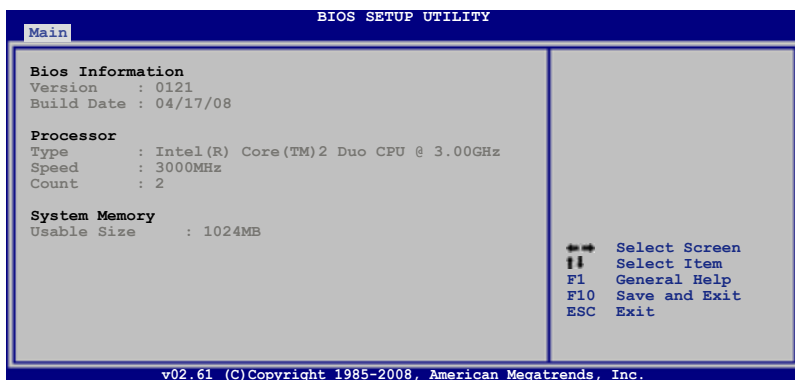 BIOS SETUP UTILITY
Main
Bios Information
Version : 0121
Build Date : 04/17/08
Processor
Type : Intel(R) Core(TM)2 Duo CPU @ 3.00GHz
Speed : 3000MHz
Count : 2
System Memory
Usable Size : 1024MB
←→ Select Screen
↑↓ Select Item
F1 General Help
F10 Save and Exit
ESC Exit
v02.61 (C)Copyright 1985-2008, American Megatrends, Inc.